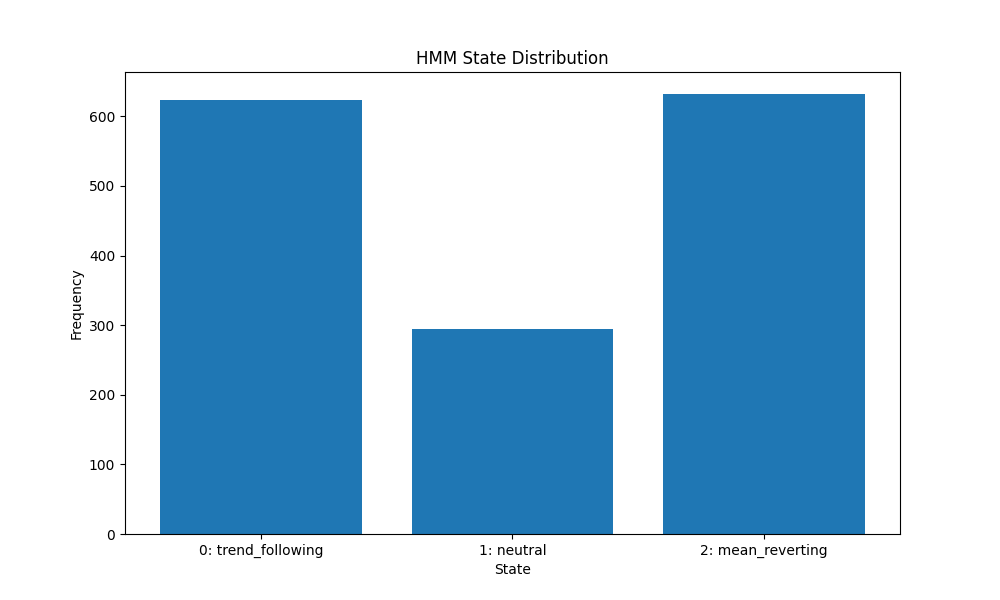 HMM State Distribution
Frequency
600
500
400
300
200
100
0
0: trend_following
1: neutral
2: mean_reverting
State